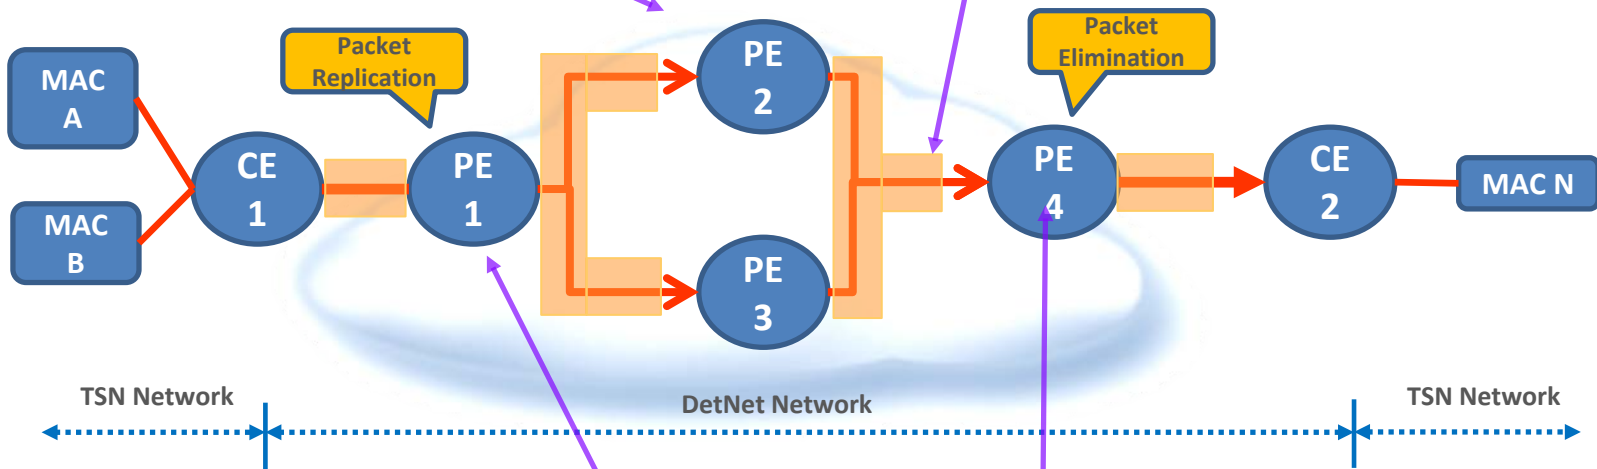 MAC
A
MAC
B
CE
1
Packet
Replication
PE
1
PE
2
PE
3
Packet
Elimination
PE
4
CE
2
MAC N
TSN Network
DetNet Network
TSN Network